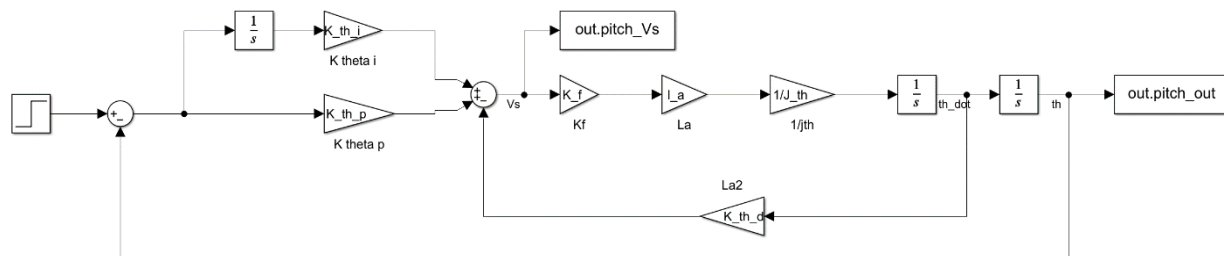 1
s
K_th_i
K theta i
out.pitch_Vs
+
-
K_th_p
K theta p
+
+
-
Vs
K_f
Kf
l_a
La
1/J_th
1/jth
1
s
th_dot
1
s
th
out.pitch_out
La2
K_th_d